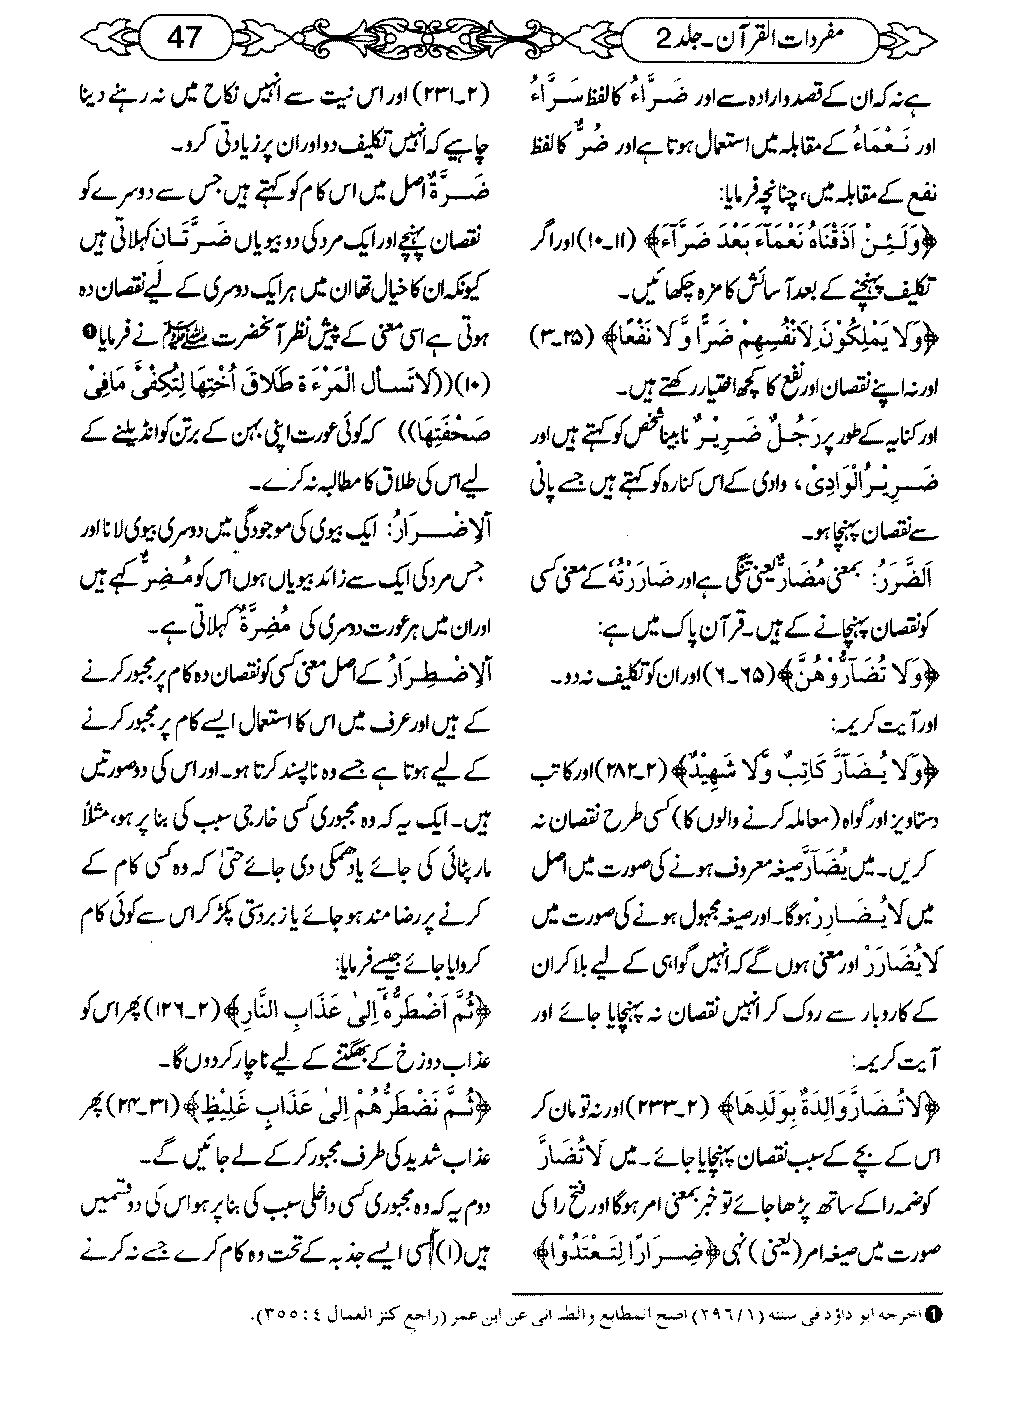 مفردات القرآن۔جلد 2
47
ہے نہ کہ ان کے قصد وارادہ سے اور ضَرَّاءُ کا لفظ سَرَّاءُ
اور نَعْمَاءُ کے مقابلہ میں استعمال ہوتا ہے اور ضُرٌّ کا لفظ
نفع کے مقابلہ میں، چنانچہ فرمایا:
﴿وَلَئِنْ اَذَقْنَاهُ نَعْمَآءَ بَعْدَ ضَرَّآءَ﴾ (۱۱۔۱۰) اور اگر
تکلیف پہنچنے کے بعد آسائش کا مزہ چکھائیں۔
﴿وَلَا يَمْلِكُوْنَ لِاَنْفُسِهِمْ ضَرًّا وَّلَا نَفْعًا﴾ (۲۵۔۳)
اور نہ اپنے نقصان اور نفع کا کچھ اختیار رکھتے ہیں۔
اور کنایہ کے طور پر رَجُلٌ ضَرِيْرٌ نابینا شخص کو کہتے ہیں اور
ضَرِيْرُ الْوَادِیْ، وادی کے اس کنارہ کو کہتے ہیں جسے پانی
سے نقصان پہنچا ہو۔
اَلضَّرَرُ: بمعنی مُضَارٌّ یعنی تنگی ہے اور ضَارَرْتُهُ کے معنی کسی
کو نقصان پہنچانے کے ہیں۔قرآن پاک میں ہے:
﴿وَلَا تُضَآرُّوْهُنَّ﴾ (۶۵۔۶) اور ان کو تکلیف نہ دو۔
اور آیت کریمہ:
﴿وَلَا يُضَآرَّ كَاتِبٌ وَّلَا شَهِيْدٌ﴾ (۲۔۲۸۲) اور کاتب
دستاویز اور گواہ (معاملہ کرنے والوں کا) کسی طرح نقصان نہ
کریں۔ میں يُضَآرَّ صیغہ معروف ہونے کی صورت میں اصل
میں لَا يُضَارِرْ ہوگا۔ اور صیغہ مجہول ہونے کی صورت میں
لَا يُضَارَرْ اور معنی ہوں گے کہ انہیں گواہی کے لیے بلا کر ان
کے کاروبار سے روک کر انہیں نقصان نہ پہنچایا جائے اور
آیت کریمہ:
﴿لَا تُضَآرَّ وَالِدَةٌ بِوَلَدِهَا﴾ (۲۔۲۳۳) اور نہ تو ماں کر
اس کے بچے کے سبب نقصان پہنچایا جائے۔ میں لَا تُضَارَّ
کو ضمہ را کے ساتھ پڑھا جائے تو خبر بمعنی امر ہوگا اور فتح را کی
صورت میں صیغہ امر (یعنی) نہی ﴿ضِرَارًا لِتَعْتَدُوْا﴾
(۲۔۲۳۱) اور اس نیت سے انہیں نکاح میں نہ رہنے دینا
چاہیے کہ انہیں تکلیف دو اور ان پر زیادتی کرو۔
ضَرَّةٌ اصل میں اس کام کو کہتے ہیں جس سے دوسرے کو
نقصان پہنچے اور ایک مرد کی دو بیویاں ضَرَّتَان کہلاتی ہیں
کیونکہ ان کا خیال تھا ان میں ہر ایک دوسری کے لیے نقصان دہ
ہوتی ہے اسی معنی کے پیش نظر آنحضرت ﷺ نے فرمایا❶
(۱۰) ((لَا تَسأَل الْمَرْءَة طَلَاقَ اُخْتِهَا لِتُكْفِیَٔ مَافِیْ
صَحْفَتِهَا)) کہ کوئی عورت اپنی بہن کے برتن کو انڈیلنے کے
لیے اس کی طلاق کا مطالبہ نہ کرے۔
اَلْاِضْرَارُ: ایک بیوی کی موجودگی میں دوسری بیوی لانا اور
جس مرد کی ایک سے زائد بیویاں ہوں اس کو مُضِرٌّ کہے ہیں
اور ان میں ہر عورت دوسری کی مُضِرَّةٌ کہلاتی ہے۔
اَلْاِضْطِرَارُ کے اصل معنی کسی کو نقصان دہ کام پر مجبور کرنے
کے ہیں اور عرف میں اس کا استعمال ایسے کام پر مجبور کرنے
کے لیے ہوتا ہے جسے وہ ناپسند کرتا ہو۔ اور اس کی دو صورتیں
ہیں۔ ایک یہ کہ وہ مجبوری کسی خارجی سبب کی بنا پر ہو، مثلاً
مار پٹائی کی جائے یا دھمکی دی جائے حتیٰ کہ وہ کسی کام کے
کرنے پر رضا مند ہو جائے یا زبردستی پکڑ کر اس سے کوئی کام
کروایا جائے جیسے فرمایا:
﴿ثُمَّ اَضْطَرُّهٗ اِلىٰ عَذَابِ النَّارِ﴾ (۲۔۱۲۶) پھر اس کو
عذاب دوزخ کے بھگتنے کے لیے ناچار کر دوں گا۔
﴿ثُمَّ نَضْطَرُّهُمْ اِلىٰ عَذَابٍ غَلِيْظٍ﴾ (۳۱۔۲۴) پھر
عذاب شدید کی طرف مجبور کر کے لے جائیں گے۔
دوم یہ کہ وہ مجبوری کسی داخلی سبب کی بنا پر ہو اس کی دو قسمیں
ہیں (۱) کسی ایسے جذبہ کے تحت وہ کام کرے جسے نہ کرنے
❶ اخرجه ابو داؤد فی سننه (۲۹۶/۱) اصح المطابع والطبرانی عن ابن عمر (راجع كنز العمال ٤: ۳۵۵).